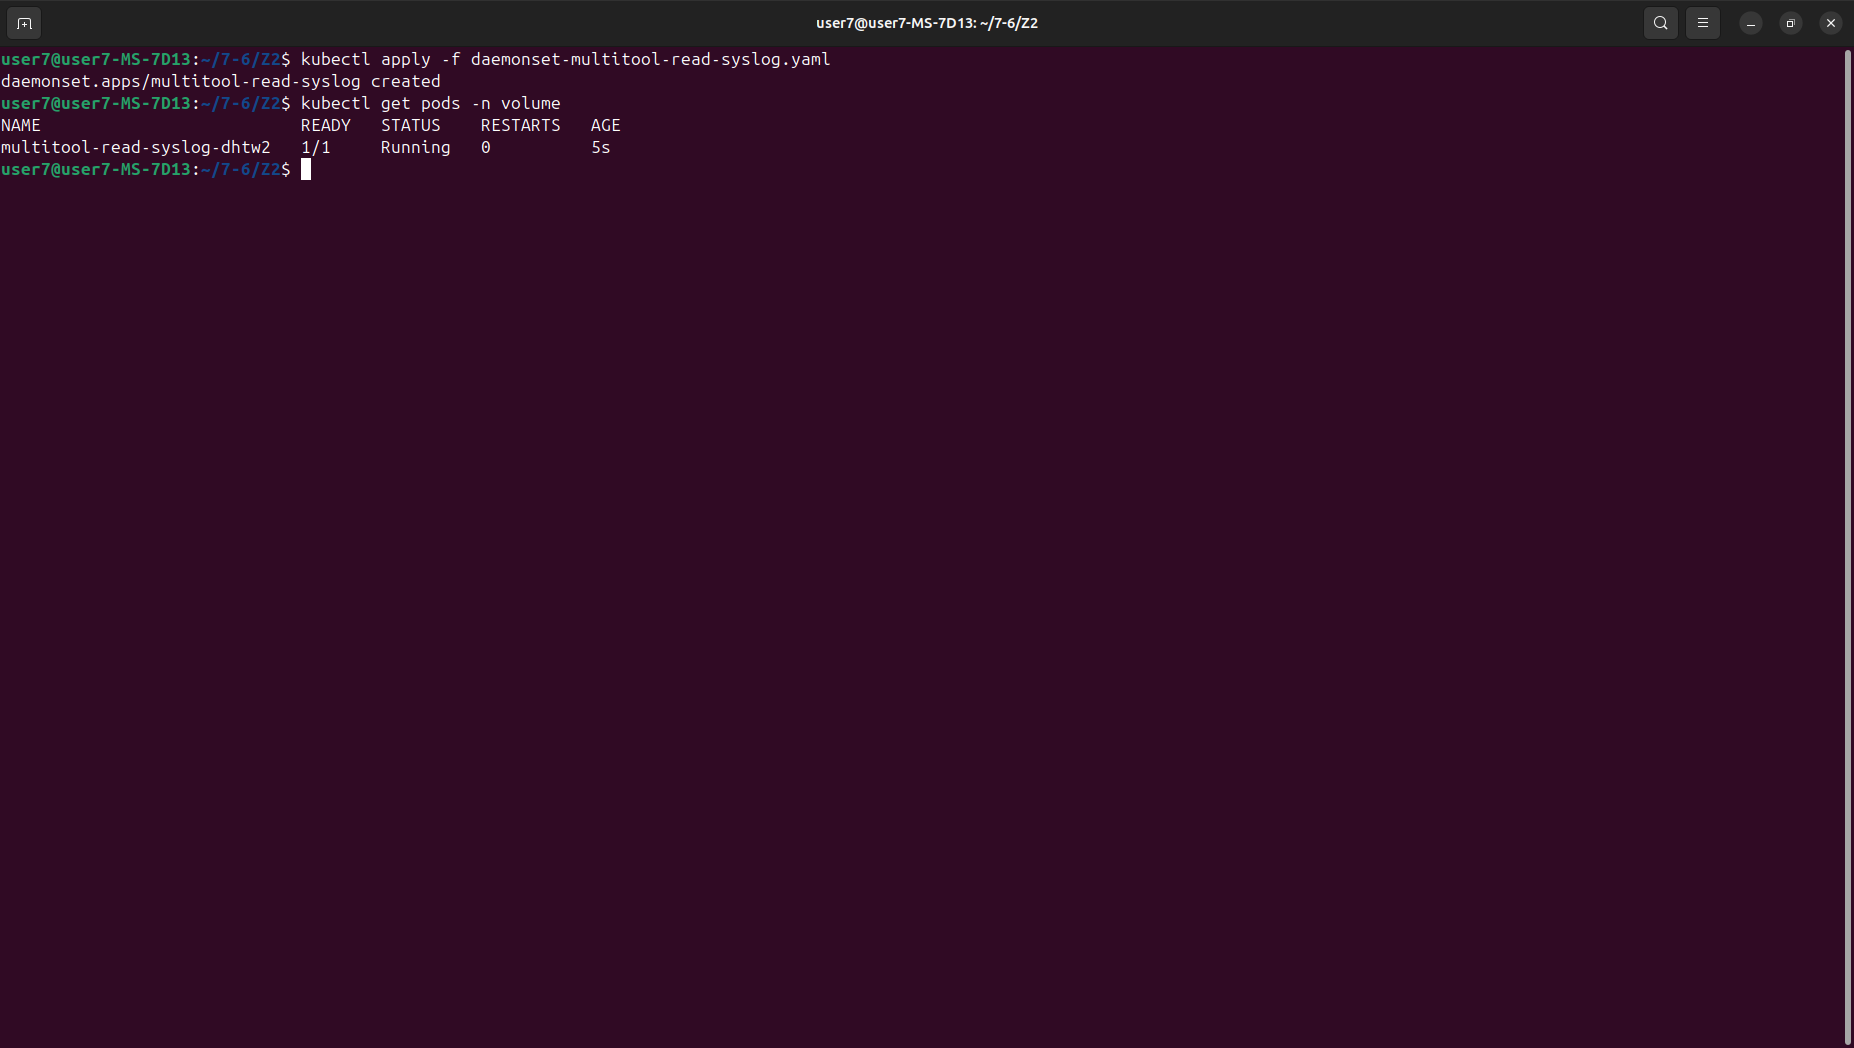 user7@user7-MS-7D13: ~/7-6/Z2
user7@user7-MS-7D13:~/7-6/Z2$ kubectl apply -f daemonset-multitool-read-syslog.yaml
daemonset.apps/multitool-read-syslog created
user7@user7-MS-7D13:~/7-6/Z2$ kubectl get pods -n volume
NAME                          READY   STATUS    RESTARTS   AGE
multitool-read-syslog-dhtw2   1/1     Running   0          5s
user7@user7-MS-7D13:~/7-6/Z2$